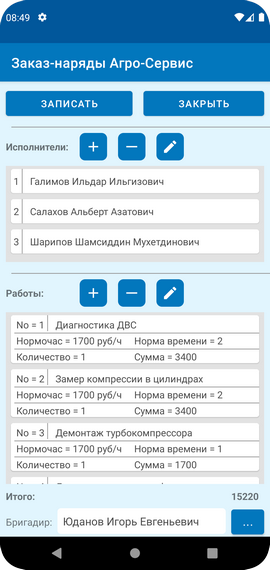 08:49
Заказ-наряды Агро-Сервис
ЗАПИСАТЬ ЗАКРЫТЬ
Исполнители:
1 Галимов Ильдар Ильгизович
2 Салахов Альберт Азатович
3 Шарипов Шамсиддин Мухетдинович
Работы:
No = 1 Диагностика ДВС
Нормочас = 1700 руб/ч Норма времени = 2
Количество = 1 Сумма = 3400
No = 2 Замер компрессии в цилиндрах
Нормочас = 1700 руб/ч Норма времени = 2
Количество = 1 Сумма = 3400
No = 3 Демонтаж турбокомпрессора
Нормочас = 1700 руб/ч Норма времени = 1
Количество = 1 Сумма = 1700
Итого: 15220
Бригадир: Юданов Игорь Евгеньевич ...